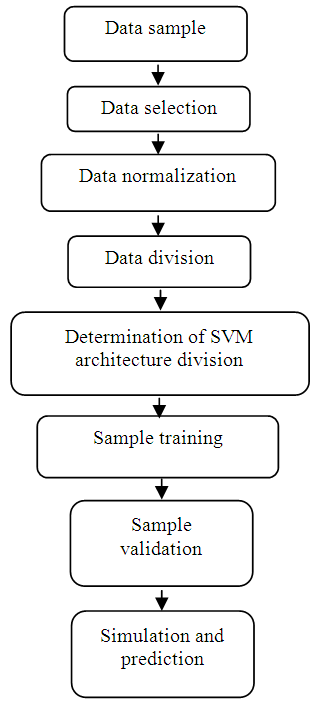 Data sample
Data selection
Data normalization
Data division
Determination of SVM
architecture division
Sample training
Sample
validation
Simulation and
prediction